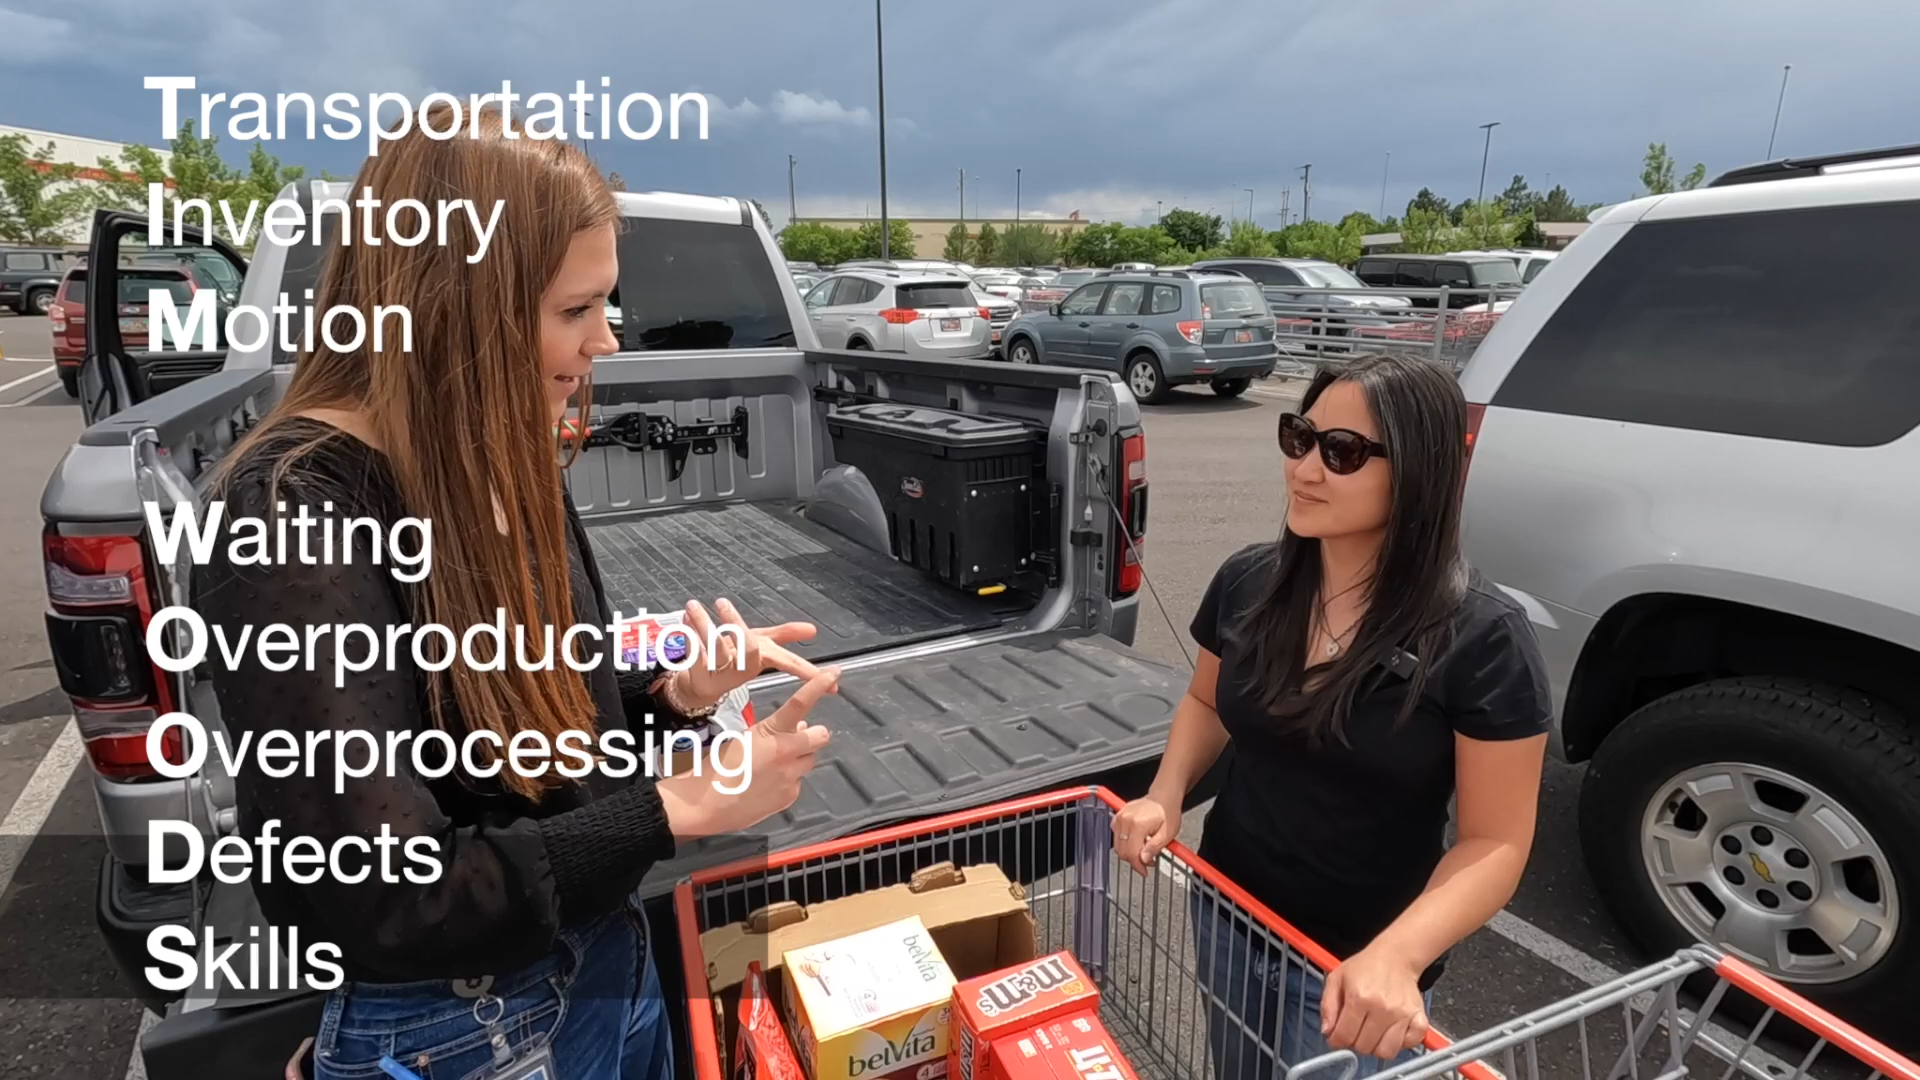 Transportation
Inventory
Motion
Waiting
Overproduction
Overprocessing
Defects
Skills
belVita
belVita
m&m's